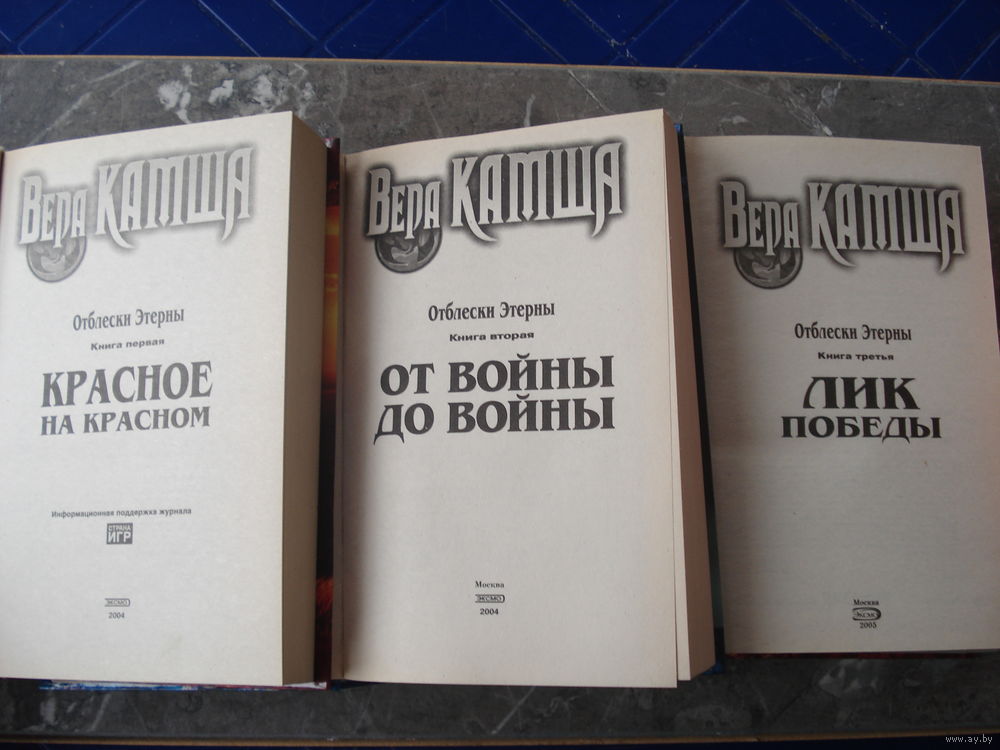 ВЕРА КАМША
Отблески Этерны
Книга первая
КРАСНОЕ
НА КРАСНОМ
Информационная поддержка журнала
СТРАНА
ИГР
ЭКСМО
2004
ВЕРА КАМША
Отблески Этерны
Книга вторая
ОТ ВОЙНЫ
ДО ВОЙНЫ
Москва
ЭКСМО
2004
ВЕРА КАМША
Отблески Этерны
Книга третья
ЛИК
ПОБЕДЫ
Москва
ЭКСМО
2005
www.ay.by